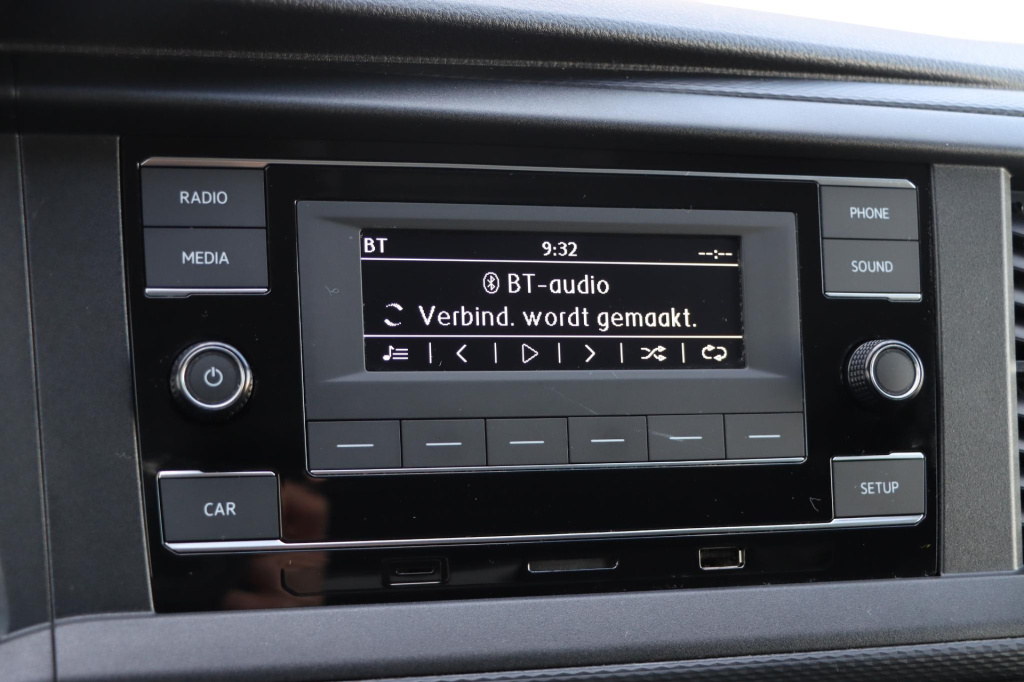 RADIO
MEDIA
BT 9:32 --:--
BT-audio
Verbind. wordt gemaakt.
PHONE
SOUND
CAR
SETUP